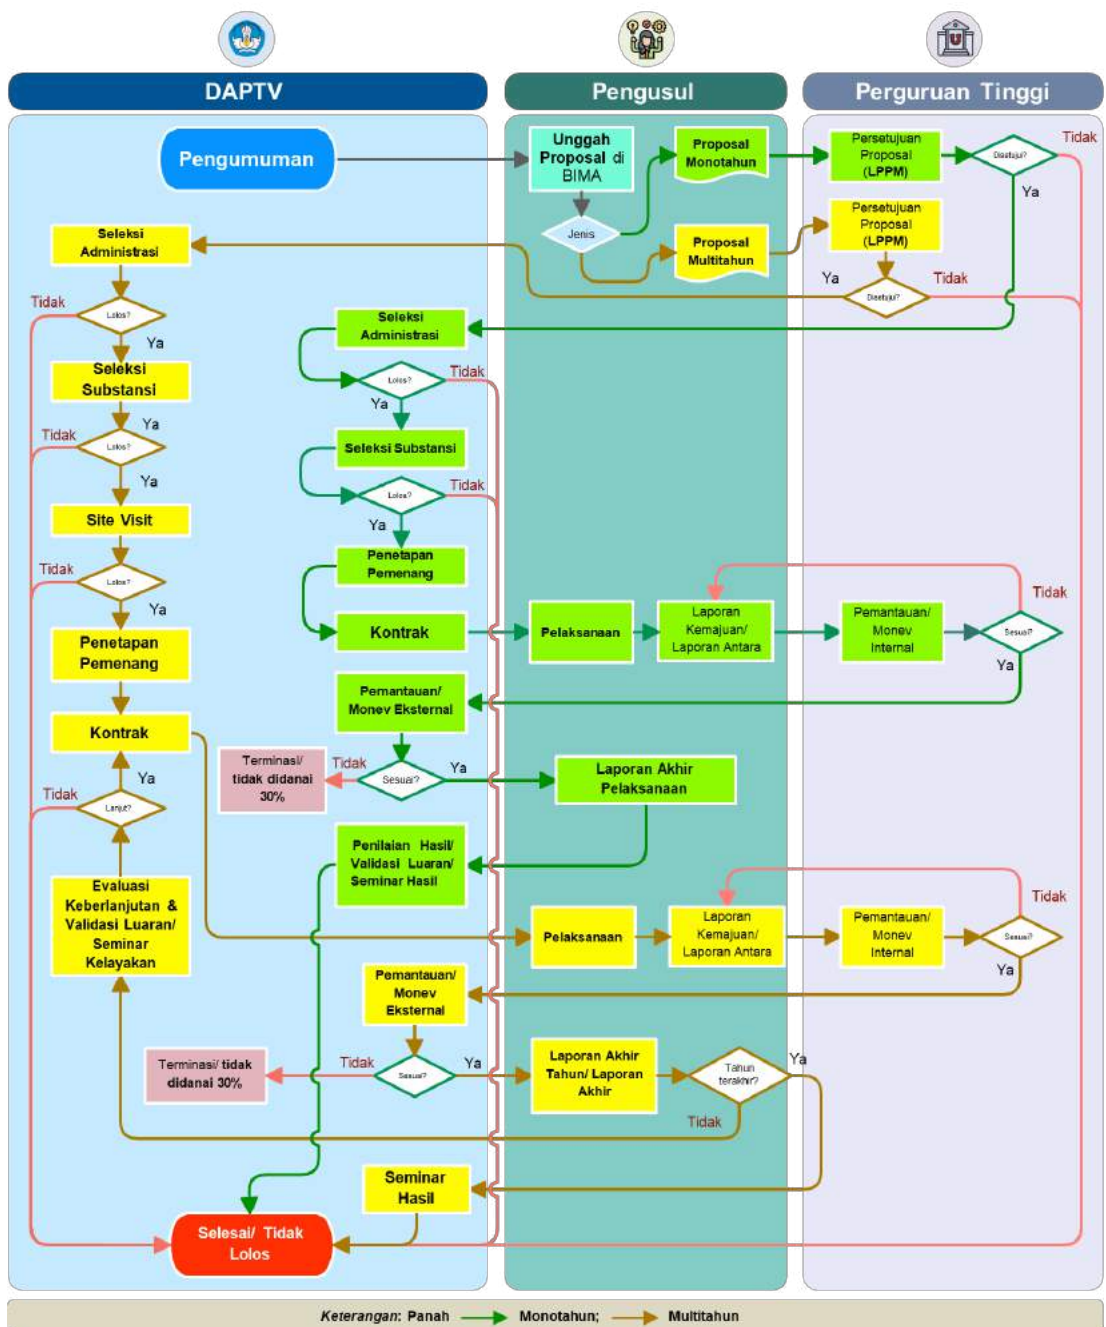 DAPTV
Pengusul
Perguruan Tinggi
Pengumuman
Unggah
Proposal di
BIMA
Proposal
Monotahun
Persetujuan
Proposal
(LPPM)
Disetujui?
Tidak
Ya
Jenis
Proposal
Multitahun
Persetujuan
Proposal
(LPPM)
Ya
Disetujui?
Tidak
Seleksi
Administrasi
Tidak
Lolos?
Ya
Seleksi
Administrasi
Lolos?
Tidak
Ya
Seleksi
Substansi
Ya
Tidak
Lolos?
Ya
Seleksi Substansi
Tidak
Lolos?
Ya
Site Visit
Tidak
Lolos?
Ya
Penetapan
Pemenang
Penetapan
Pemenang
Kontrak
Pelaksanaan
Laporan
Kemajuan/
Laporan Antara
Pemantauan/
Monev
Internal
Sesuai?
Tidak
Ya
Kontrak
Ya
Tidak
Lanjut?
Pemantauan/
Monev Eksternal
Terminasi/
tidak didanai
30%
Tidak
Sesuai?
Ya
Laporan Akhir
Pelaksanaan
Penilaian Hasil/
Validasi Luaran/
Seminar Hasil
Evaluasi
Keberlanjutan &
Validasi Luaran/
Seminar
Kelayakan
Pelaksanaan
Laporan
Kemajuan/
Laporan Antara
Pemantauan/
Monev
Internal
Sesuai?
Tidak
Ya
Pemantauan/
Monev
Eksternal
Terminasi/ tidak
didanai 30%
Tidak
Sesuai?
Ya
Laporan Akhir
Tahun/ Laporan
Akhir
Tahun
terakhir?
Ya
Tidak
Seminar
Hasil
Selesai/ Tidak
Lolos
Keterangan: Panah Monotahun; Multitahun